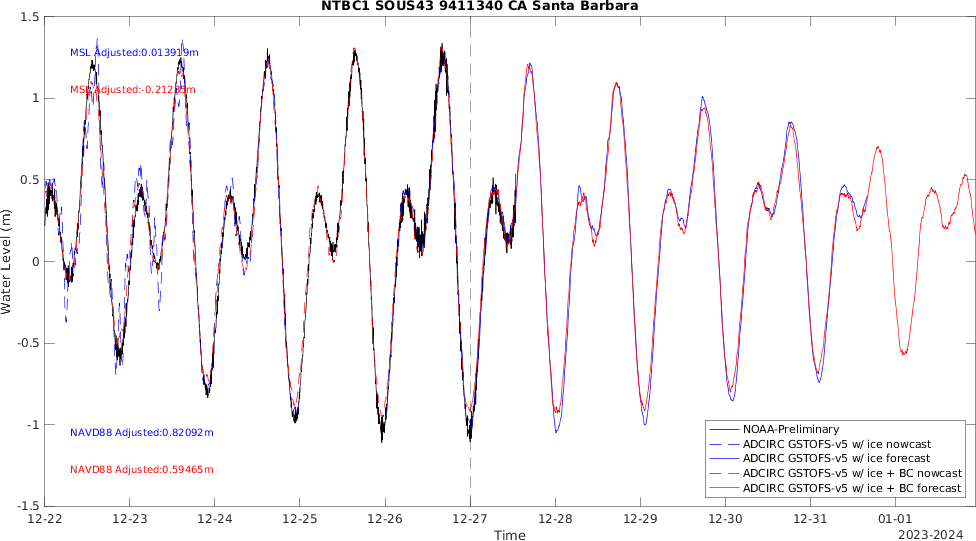 NTBC1 SOUS43 9411340 CA Santa Barbara
1.5
1
0.5
0
-0.5
-1
-1.5
Water Level (m)
MSL Adjusted:0.013919m
MSL Adjusted:-0.21235m
NAVD88 Adjusted:0.82092m
NAVD88 Adjusted:0.59465m
NOAA-Preliminary
ADCIRC GSTOFS-v5 w/ ice nowcast
ADCIRC GSTOFS-v5 w/ ice forecast
ADCIRC GSTOFS-v5 w/ ice + BC nowcast
ADCIRC GSTOFS-v5 w/ ice + BC forecast
12-22 12-23 12-24 12-25 12-26 12-27 12-28 12-29 12-30 12-31 01-01
Time
2023-2024